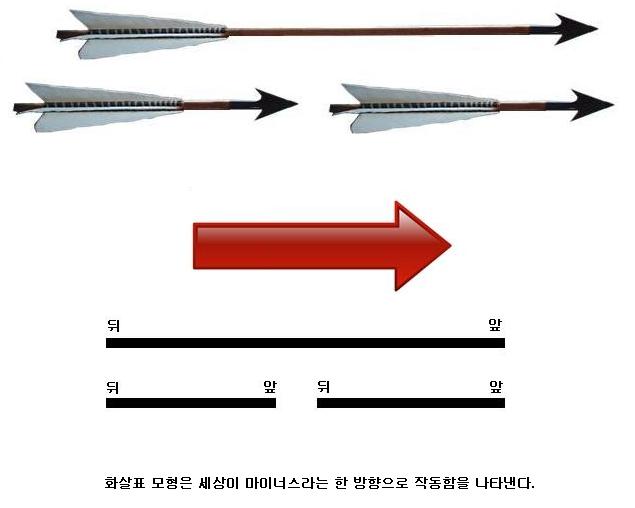 뒤 앞
뒤 앞 뒤 앞
화살표 모형은 세상이 마이너스라는 한 방향으로 작동함을 나타낸다.